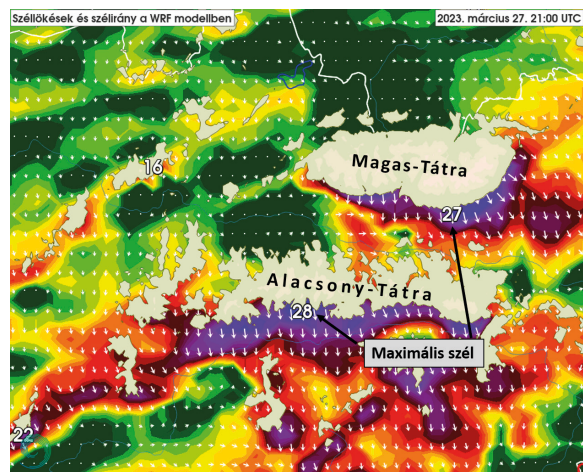 Széllökések és szélirány a WRF modellben
2023. március 27. 21:00 UTC
Magas-Tátra
16
27
Alacsony-Tátra
28
Maximális szél
22